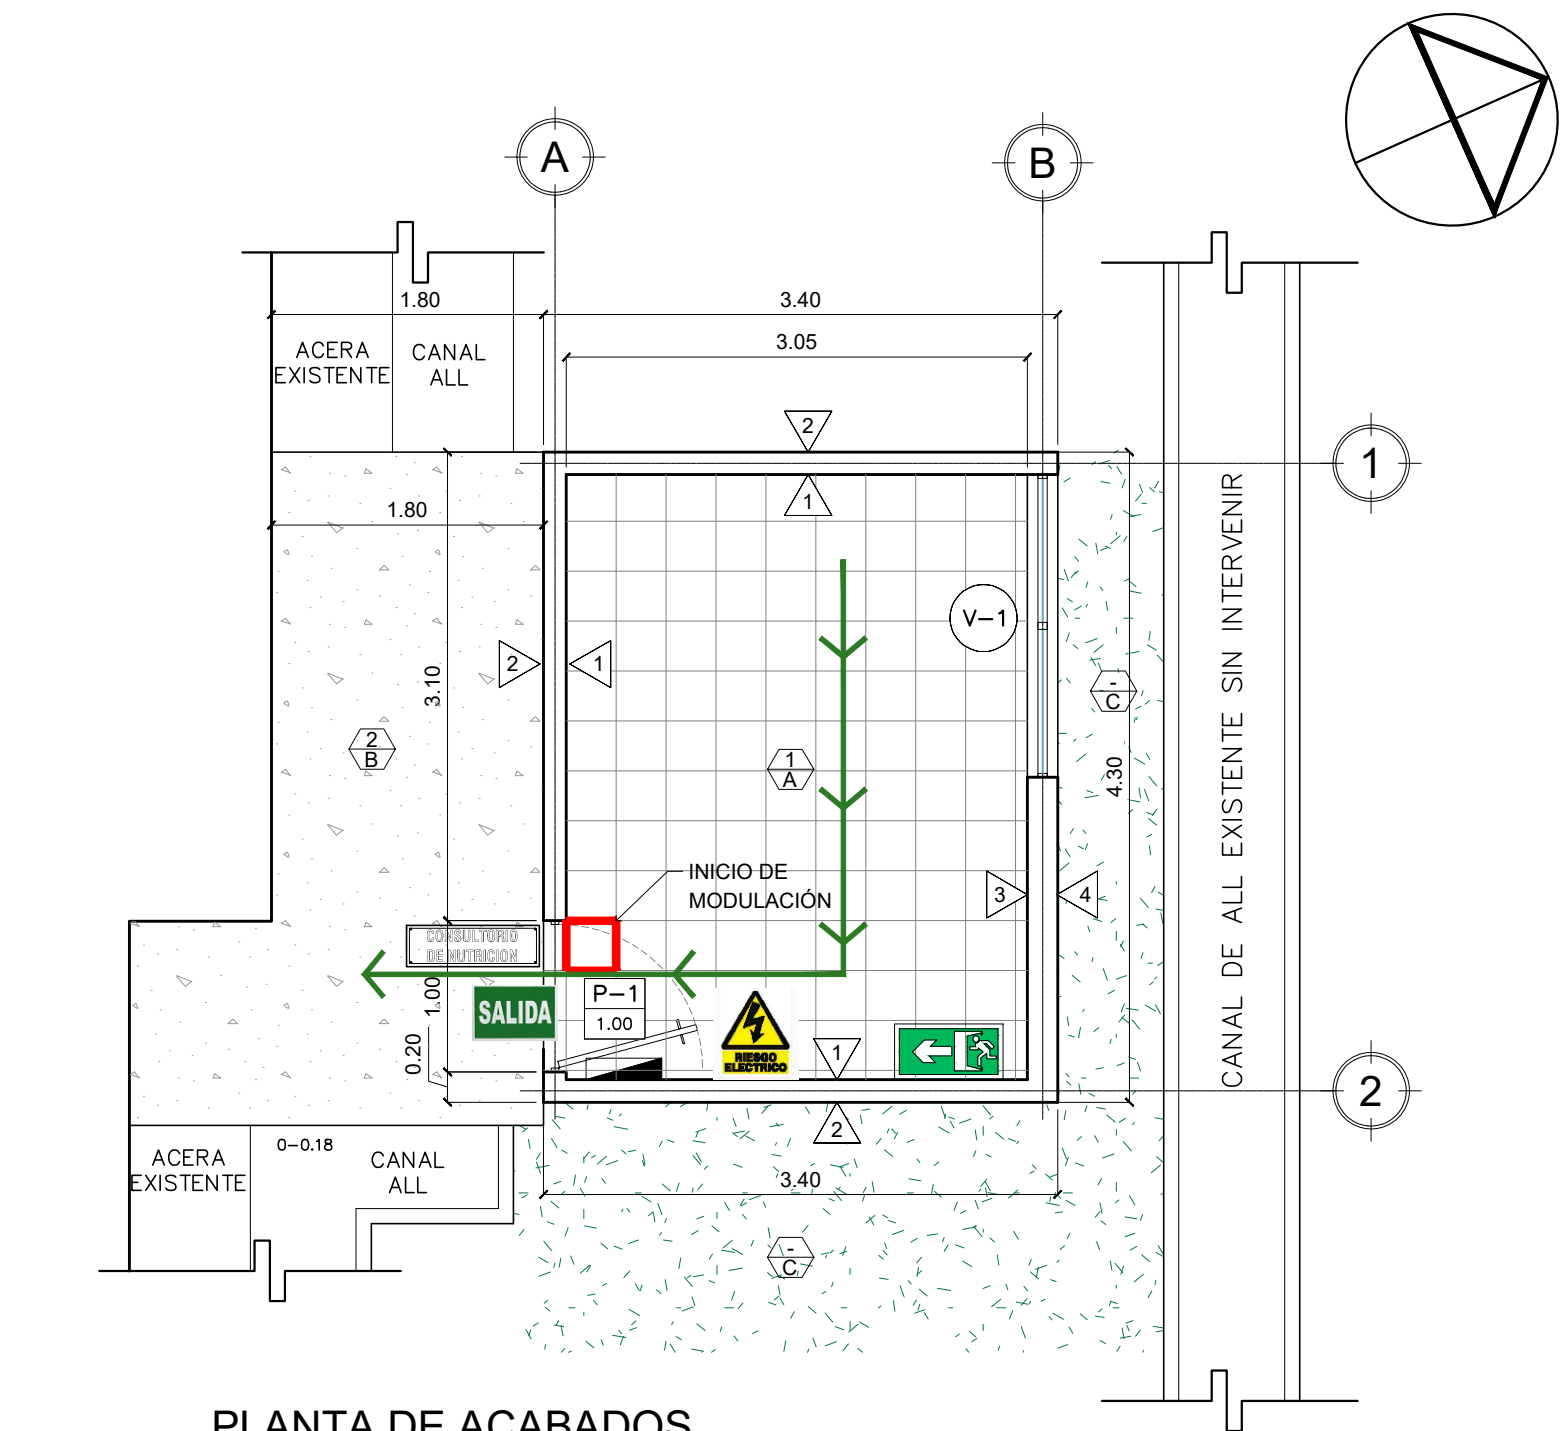 A
B
1.80
3.40
3.05
ACERA
EXISTENTE
CANAL
ALL
2
1
1
1.80
V-1
2
1
3.10
-
C
2
B
1
A
4.30
CANAL DE ALL EXISTENTE SIN INTERVENIR
INICIO DE
MODULACIÓN
3
4
CONSULTORIO
DE NUTRICION
1.00
P-1
1.00
SALIDA
RIESGO
ELECTRICO
0.20
1
2
2
ACERA
EXISTENTE
0-0.18
CANAL
ALL
3.40
-
C
PLANTA DE ACABADOS